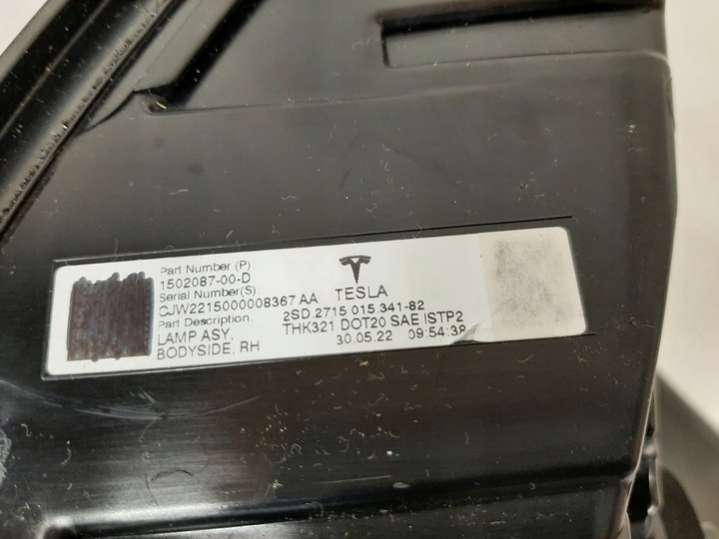 Part Number (P)
1502087-00-D
Serial Number(S)
CJW2215000008367 AA
Part Description
LAMP ASY,
BODYSIDE, RH
TESLA
2SD.2715 015.341-82
THK321 DOT20 SAE ISTP2
30.05.22 09:54:38